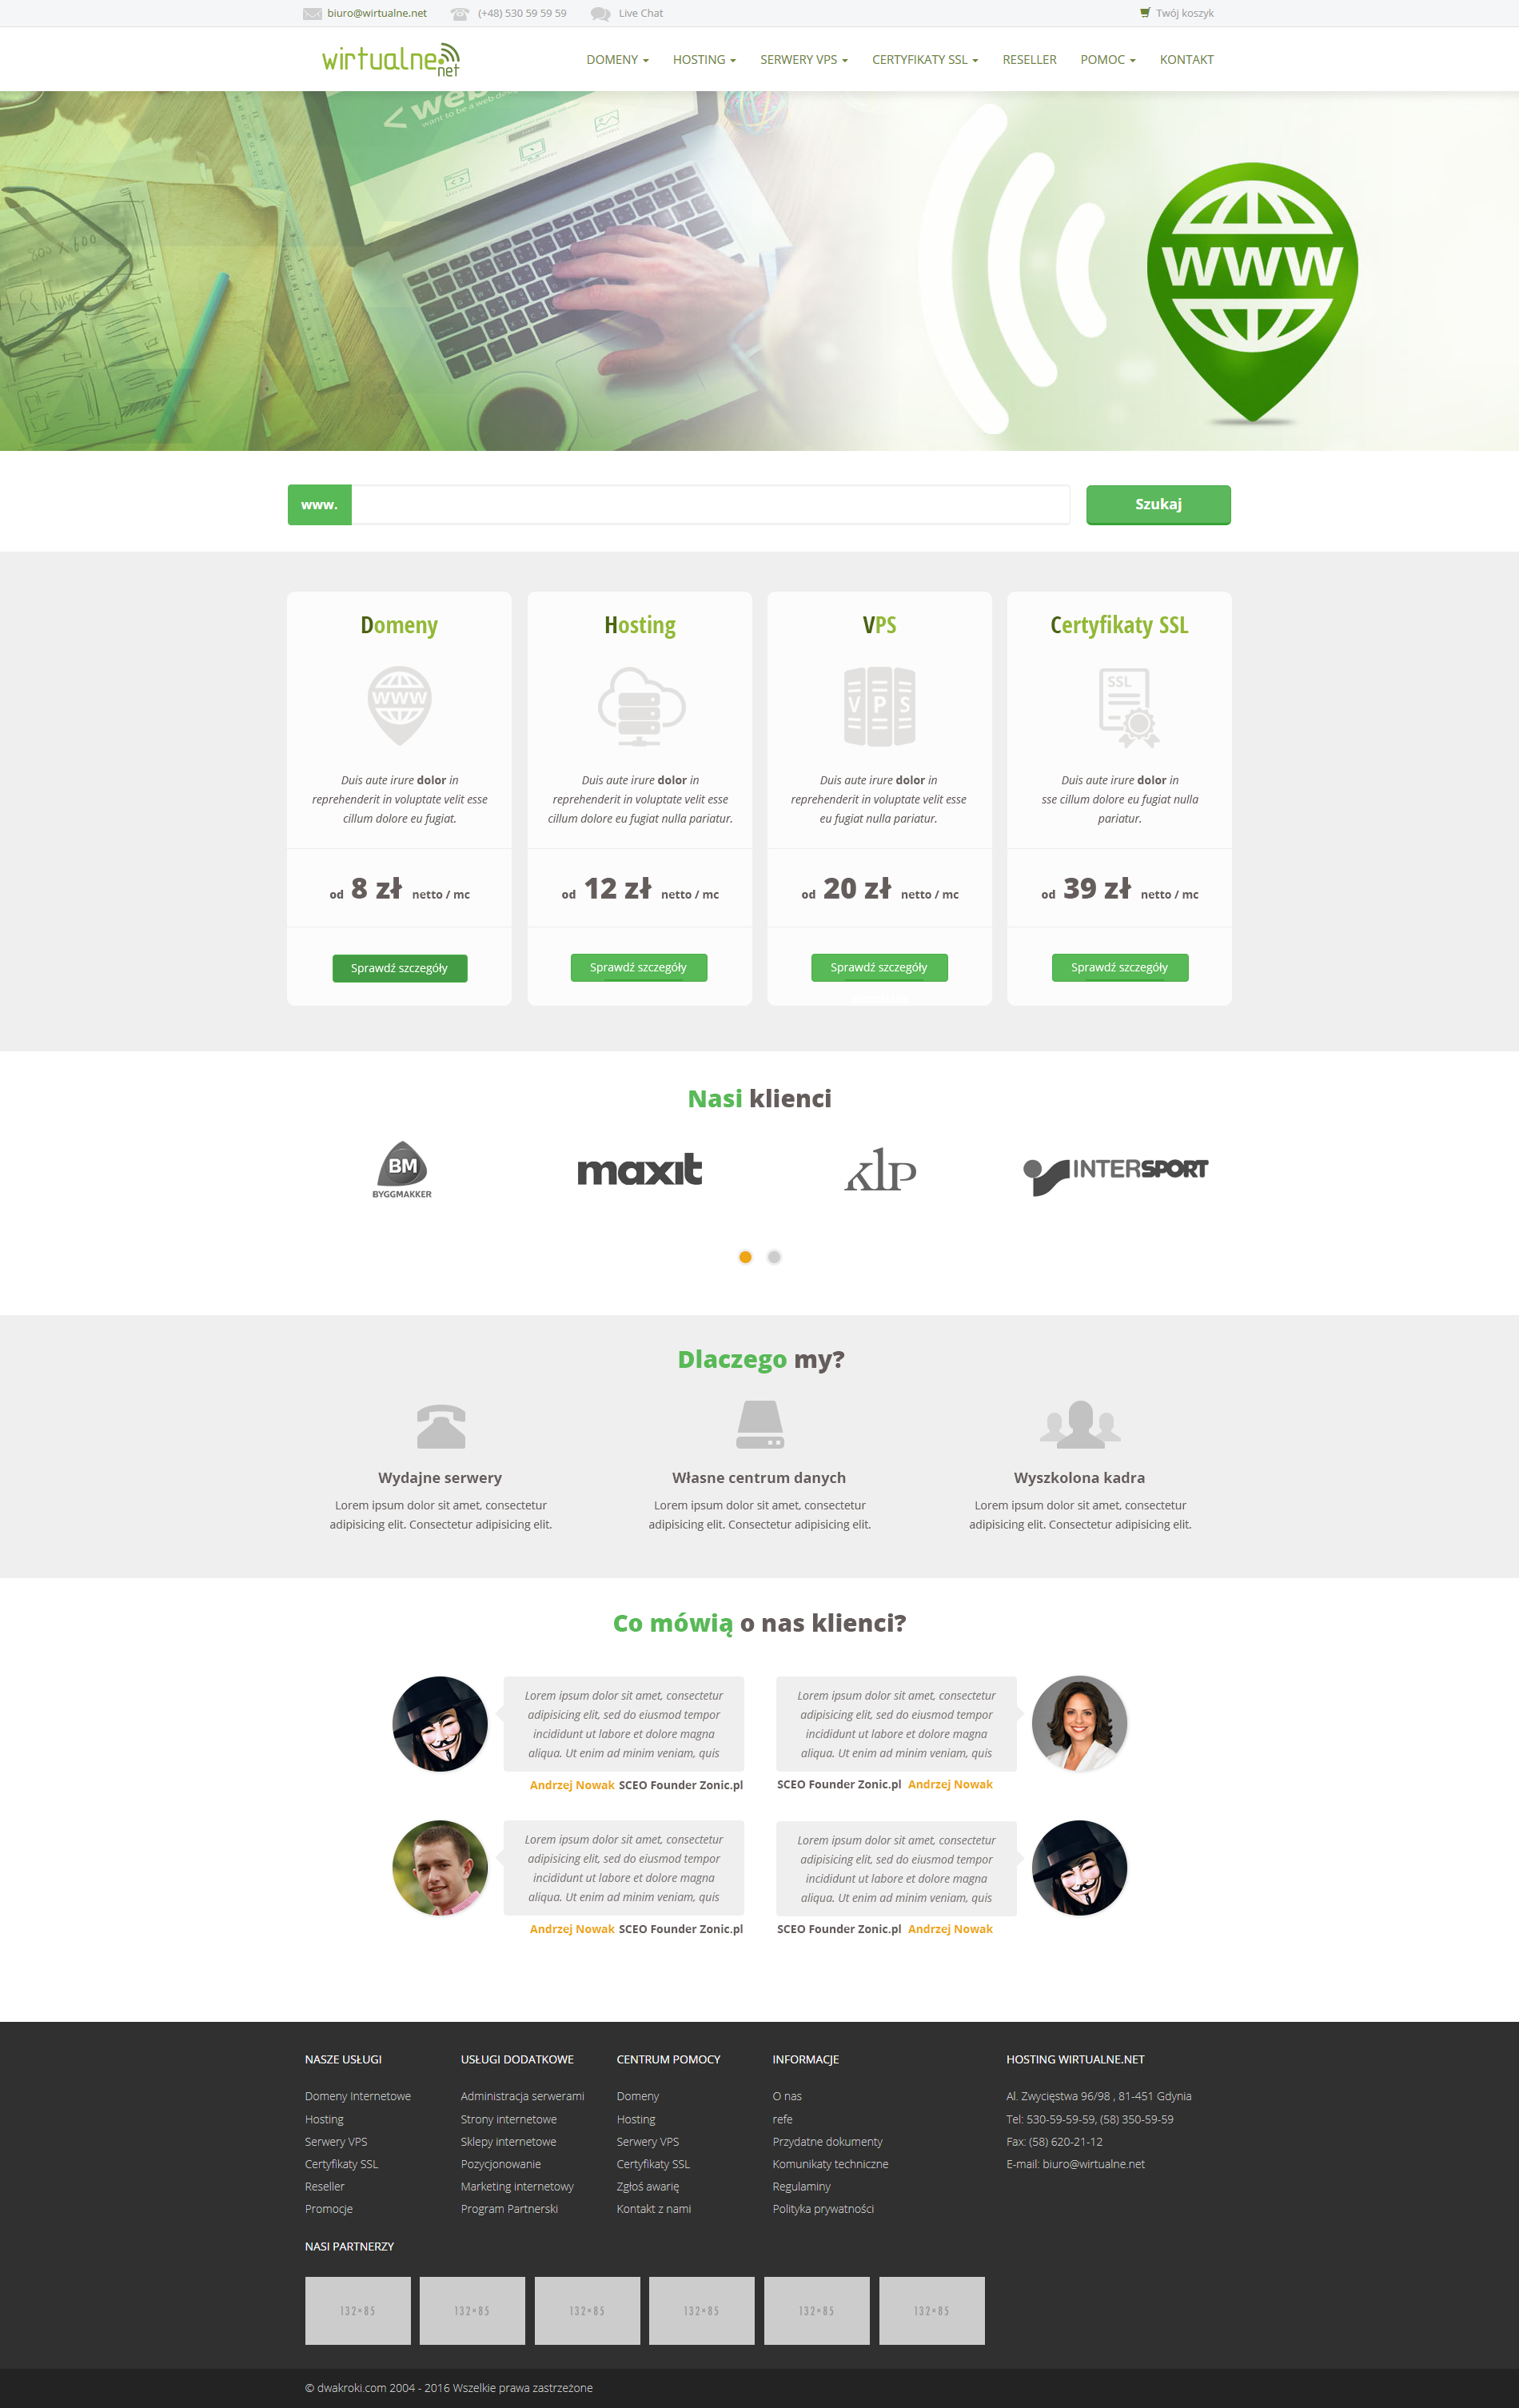 biuro@wirtualne.net (+48) 530 59 59 59 Live Chat Twój koszyk
wirtualne.net
DOMENY HOSTING SERWERY VPS CERTYFIKATY SSL RESELLER POMOC KONTAKT
< web
want to be a web
600 x 600
WWW
www. Szukaj
Domeny
WWW
Duis aute irure dolor in
reprehenderit in voluptate velit esse
cillum dolore eu fugiat.
od 8 zł netto / mc
Sprawdź szczegóły
Hosting
Duis aute irure dolor in
reprehenderit in voluptate velit esse
cillum dolore eu fugiat nulla pariatur.
od 12 zł netto / mc
Sprawdź szczegóły
VPS
VPS
Duis aute irure dolor in
reprehenderit in voluptate velit esse
eu fugiat nulla pariatur.
od 20 zł netto / mc
Sprawdź szczegóły
Certyfikaty SSL
SSL
Duis aute irure dolor in
sse cillum dolore eu fugiat nulla
pariatur.
od 39 zł netto / mc
Sprawdź szczegóły
Nasi klienci
BM
BYGGMAKKER
maxit
klp
INTERSPORT
Dlaczego my?
Wydajne serwery
Lorem ipsum dolor sit amet, consectetur
adipisicing elit. Consectetur adipisicing elit.
Własne centrum danych
Lorem ipsum dolor sit amet, consectetur
adipisicing elit. Consectetur adipisicing elit.
Wyszkolona kadra
Lorem ipsum dolor sit amet, consectetur
adipisicing elit. Consectetur adipisicing elit.
Co mówią o nas klienci?
Lorem ipsum dolor sit amet, consectetur
adipisicing elit, sed do eiusmod tempor
incididunt ut labore et dolore magna
aliqua. Ut enim ad minim veniam, quis
Andrzej Nowak SCEO Founder Zonic.pl
Lorem ipsum dolor sit amet, consectetur
adipisicing elit, sed do eiusmod tempor
incididunt ut labore et dolore magna
aliqua. Ut enim ad minim veniam, quis
SCEO Founder Zonic.pl Andrzej Nowak
Lorem ipsum dolor sit amet, consectetur
adipisicing elit, sed do eiusmod tempor
incididunt ut labore et dolore magna
aliqua. Ut enim ad minim veniam, quis
Andrzej Nowak SCEO Founder Zonic.pl
Lorem ipsum dolor sit amet, consectetur
adipisicing elit, sed do eiusmod tempor
incididunt ut labore et dolore magna
aliqua. Ut enim ad minim veniam, quis
SCEO Founder Zonic.pl Andrzej Nowak
NASZE USŁUGI
Domeny Internetowe
Hosting
Serwery VPS
Certyfikaty SSL
Reseller
Promocje
USŁUGI DODATKOWE
Administracja serwerami
Strony internetowe
Sklepy internetowe
Pozycjonowanie
Marketing internetowy
Program Partnerski
CENTRUM POMOCY
Domeny
Hosting
Serwery VPS
Certyfikaty SSL
Zgłoś awarię
Kontakt z nami
INFORMACJE
O nas
refe
Przydatne dokumenty
Komunikaty techniczne
Regulaminy
Polityka prywatności
HOSTING WIRTUALNE.NET
Al. Zwycięstwa 96/98 , 81-451 Gdynia
Tel: 530-59-59-59, (58) 350-59-59
Fax: (58) 620-21-12
E-mail: biuro@wirtualne.net
NASI PARTNERZY
132×85 132×85 132×85 132×85 132×85 132×85
© dwakroki.com 2004 - 2016 Wszelkie prawa zastrzeżone